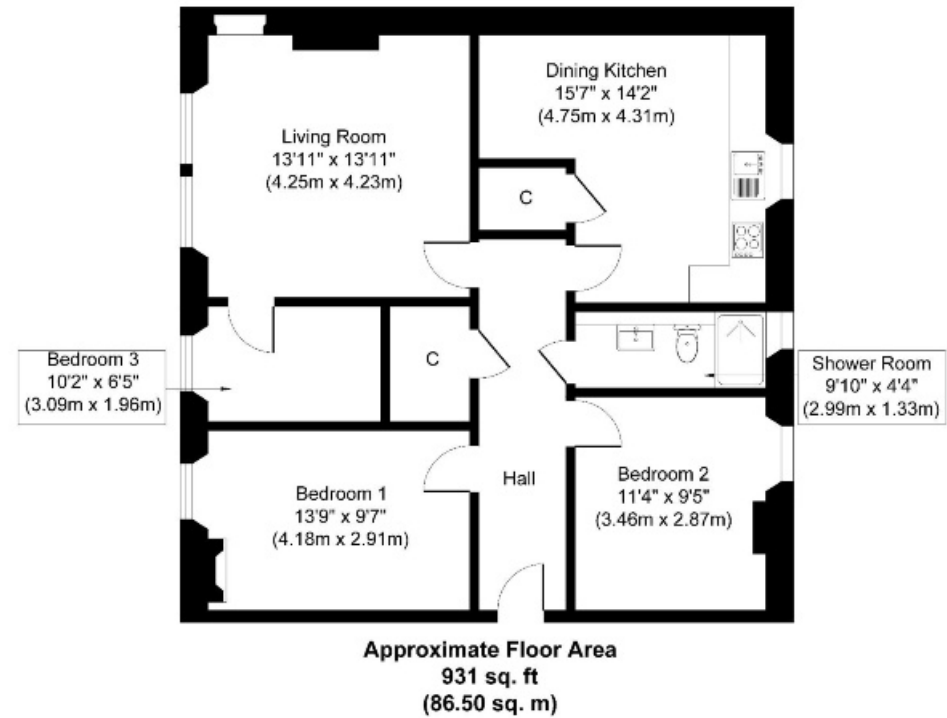 Dining Kitchen
15'7" x 14'2"
(4.75m x 4.31m)
Living Room
13'11" x 13'11"
(4.25m x 4.23m)
C
Bedroom 3
10'2" x 6'5"
(3.09m x 1.96m)
C
Shower Room
9'10" x 4'4"
(2.99m x 1.33m)
Bedroom 1
13'9" x 9'7"
(4.18m x 2.91m)
Hall
Bedroom 2
11'4" x 9'5"
(3.46m x 2.87m)
Approximate Floor Area
931 sq. ft
(86.50 sq. m)